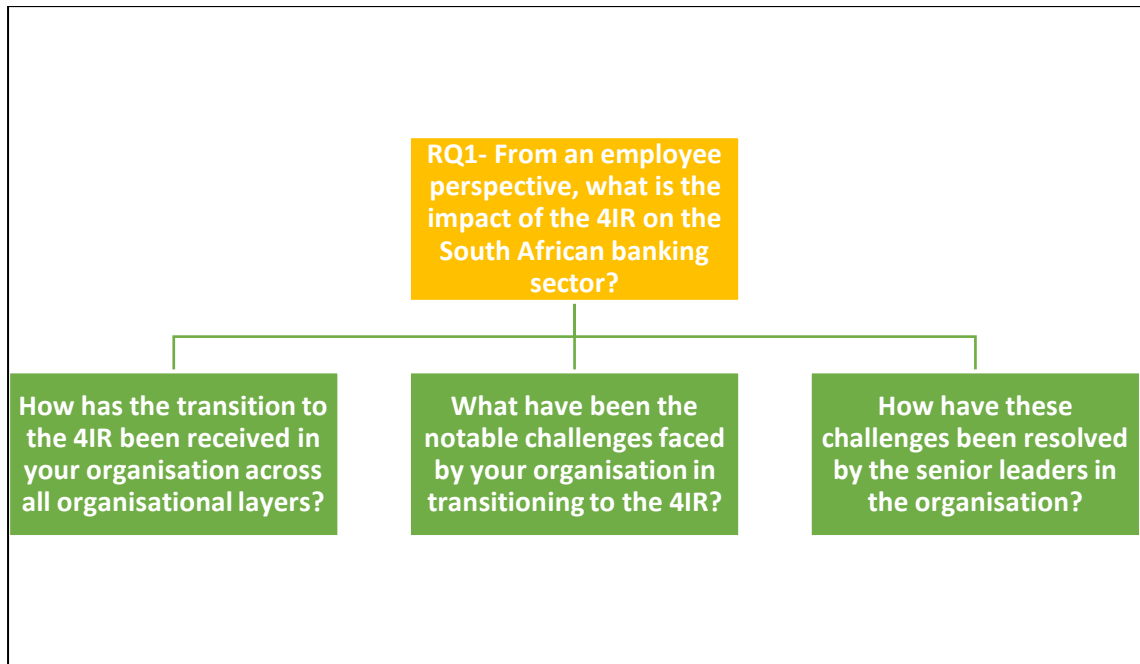 RQ1- From an employee
perspective, what is the
impact of the 4IR on the
South African banking
sector?
How has the transition to
the 4IR been received in
your organisation across
all organisational layers?
What have been the
notable challenges faced
by your organisation in
transitioning to the 4IR?
How have these
challenges been resolved
by the senior leaders in
the organisation?